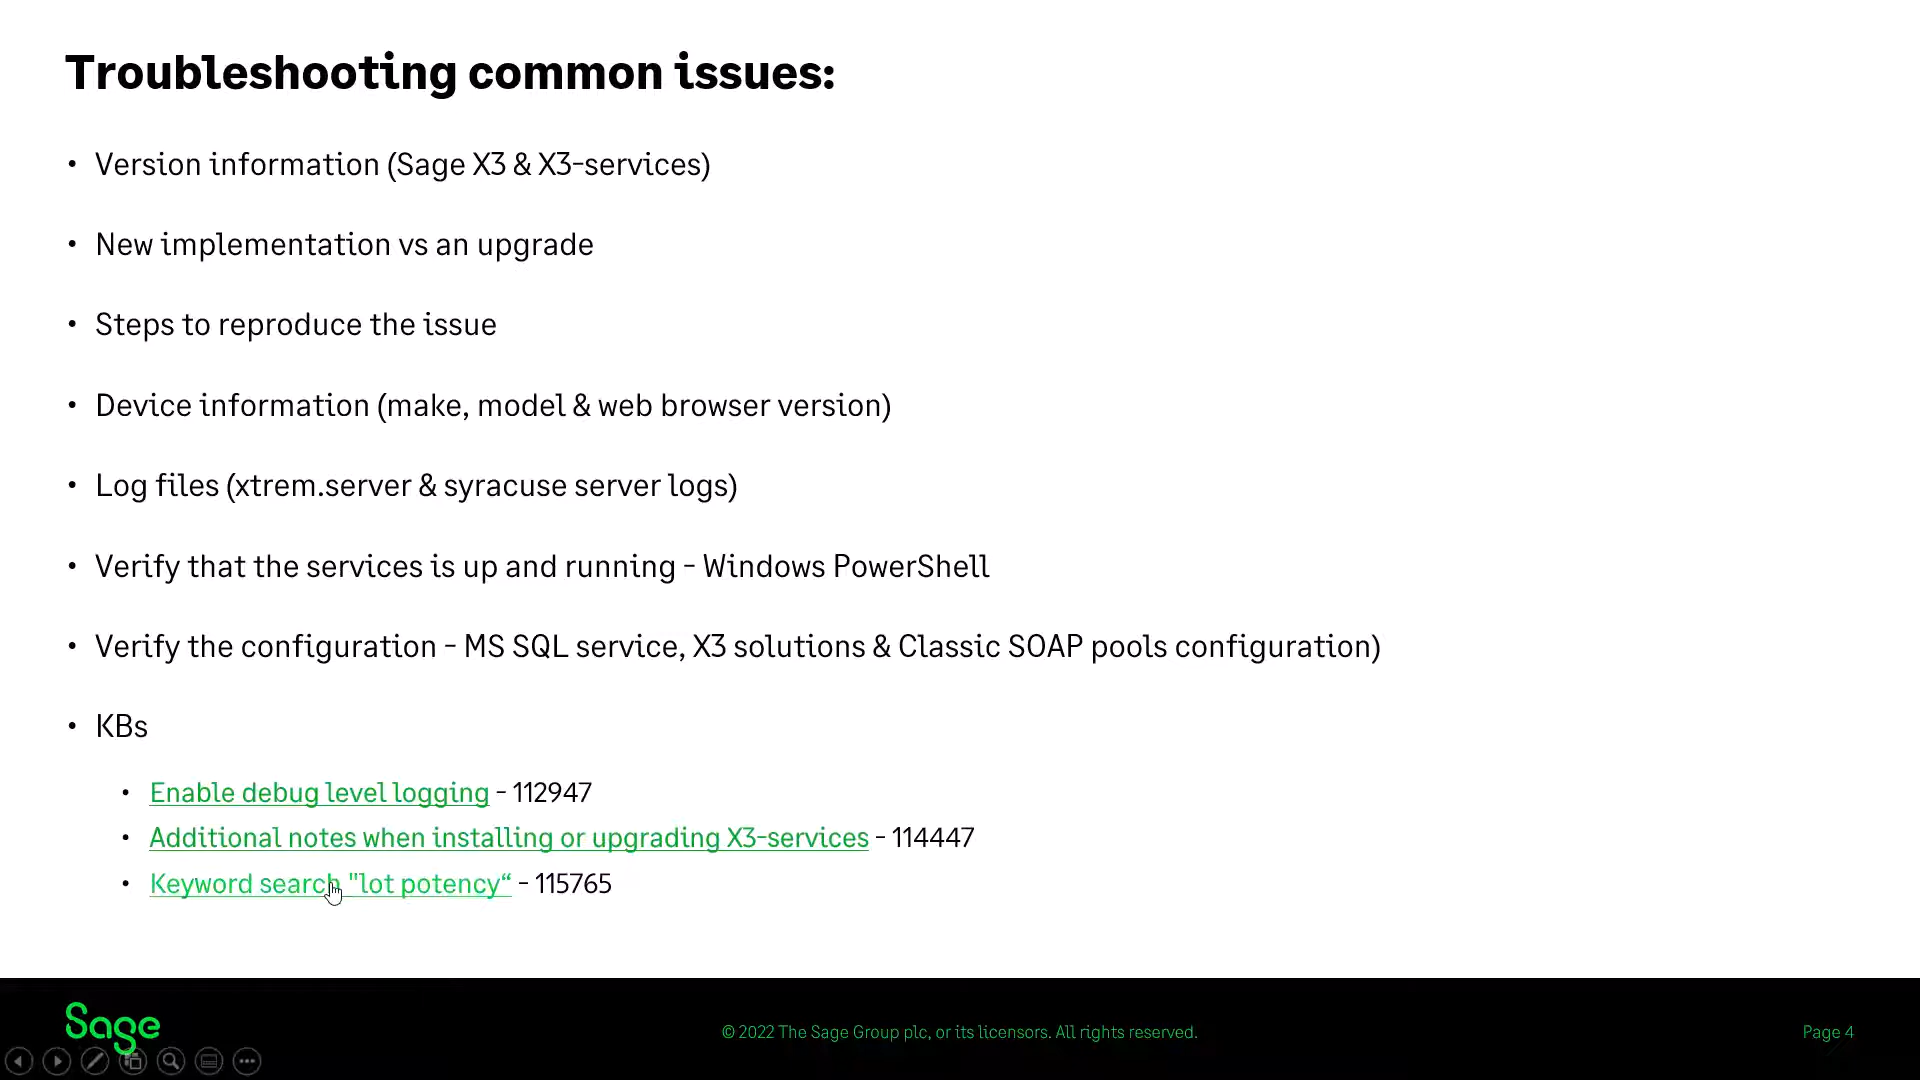 Troubleshooting common issues:
• Version information (Sage X3 & X3-services)
• New implementation vs an upgrade
• Steps to reproduce the issue
• Device information (make, model & web browser version)
• Log files (xtrem.server & syracuse server logs)
• Verify that the services is up and running - Windows PowerShell
• Verify the configuration - MS SQL service, X3 solutions & Classic SOAP pools configuration)
• KBs
• Enable debug level logging - 112947
• Additional notes when installing or upgrading X3-services - 114447
• Keyword search "lot potency“ - 115765
Sage
© 2022 The Sage Group plc, or its licensors. All rights reserved.
Page 4